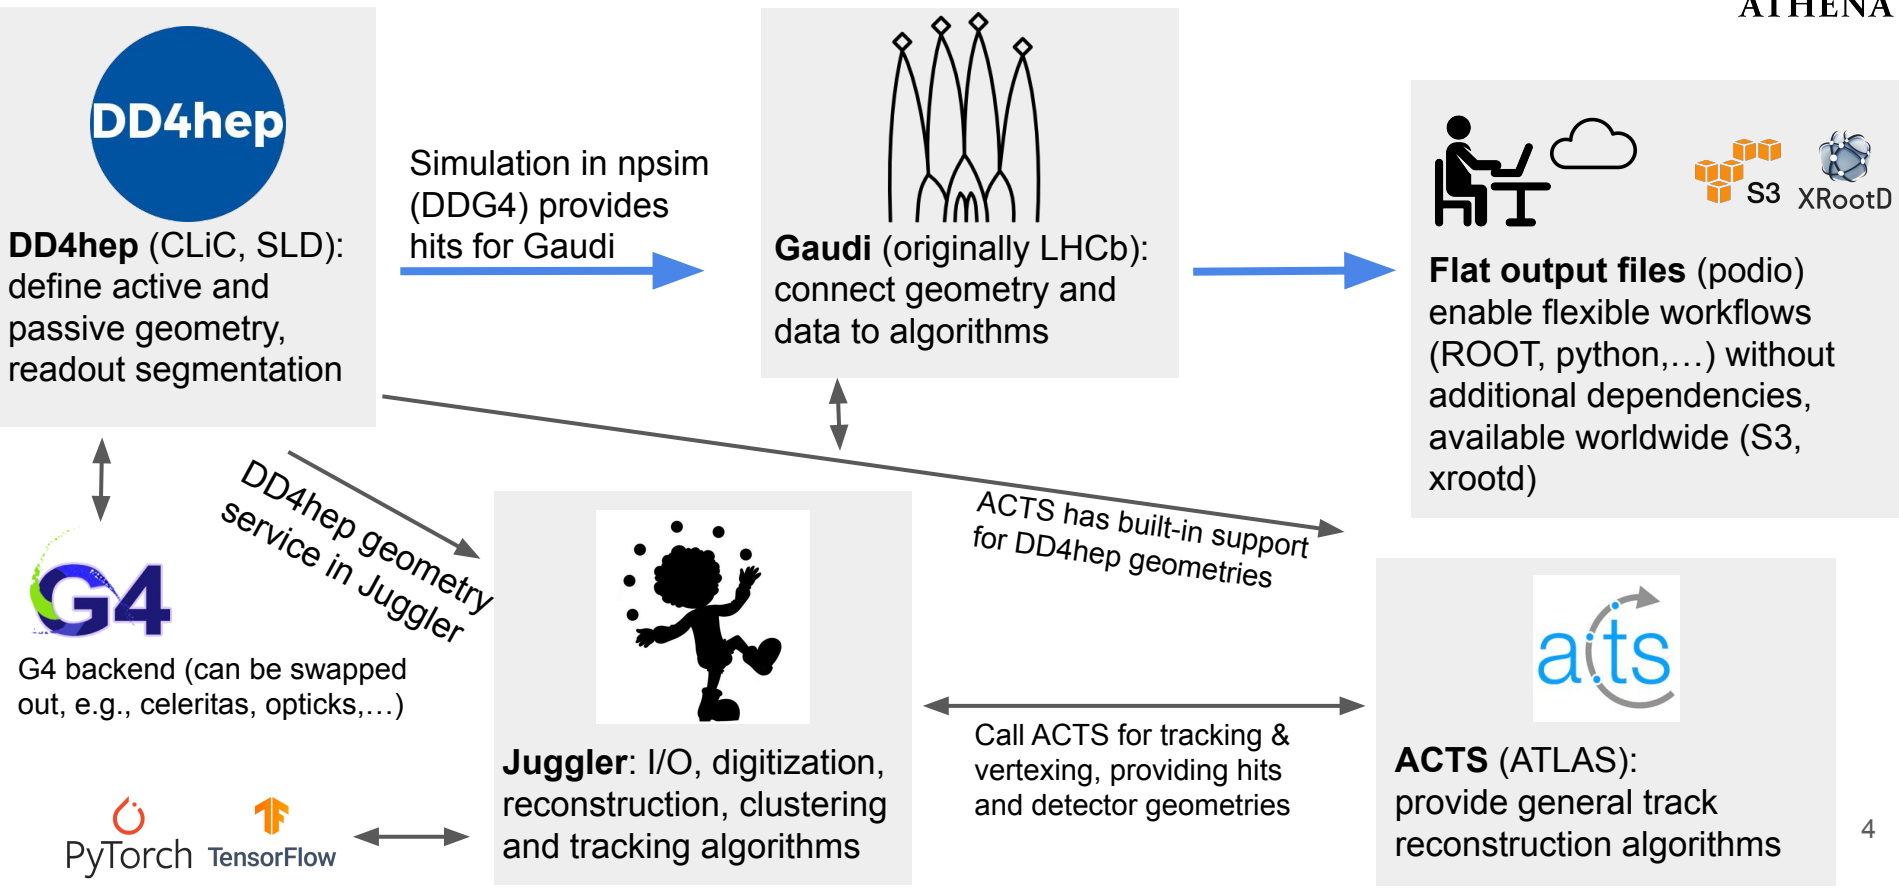 ATHENA
DD4hep
DD4hep (CLiC, SLD):
define active and
passive geometry,
readout segmentation
Simulation in npsim
(DDG4) provides
hits for Gaudi
Gaudi (originally LHCb):
connect geometry and
data to algorithms
S3
XRootD
Flat output files (podio)
enable flexible workflows
(ROOT, python,…) without
additional dependencies,
available worldwide (S3,
xrootd)
G4
G4 backend (can be swapped
out, e.g., celeritas, opticks,…)
DD4hep geometry
service in Juggler
ACTS has built-in support
for DD4hep geometries
PyTorch
TensorFlow
Juggler: I/O, digitization,
reconstruction, clustering
and tracking algorithms
Call ACTS for tracking &
vertexing, providing hits
and detector geometries
acts
ACTS (ATLAS):
provide general track
reconstruction algorithms
4